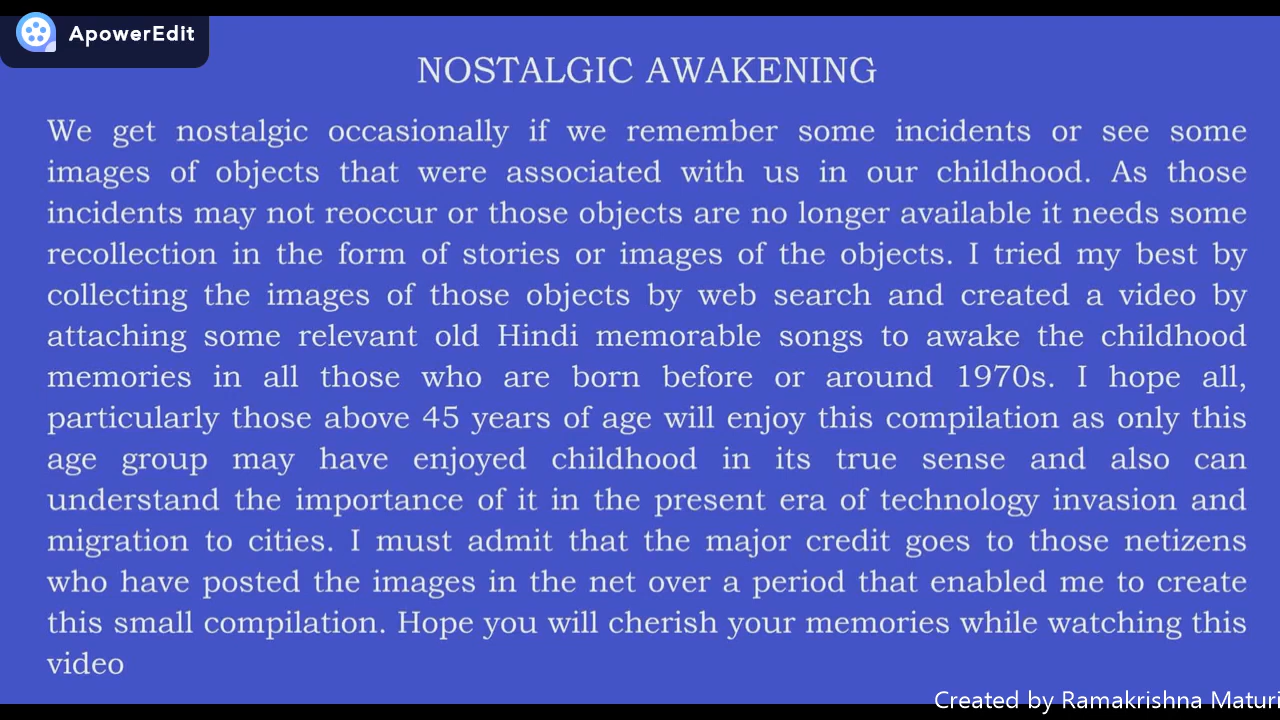 ApowerEdit
NOSTALGIC AWAKENING
We get nostalgic occasionally if we remember some incidents or see some
images of objects that were associated with us in our childhood. As those
incidents may not reoccur or those objects are no longer available it needs some
recollection in the form of stories or images of the objects. I tried my best by
collecting the images of those objects by web search and created a video by
attaching some relevant old Hindi memorable songs to awake the childhood
memories in all those who are born before or around 1970s. I hope all,
particularly those above 45 years of age will enjoy this compilation as only this
age group may have enjoyed childhood in its true sense and also can
understand the importance of it in the present era of technology invasion and
migration to cities. I must admit that the major credit goes to those netizens
who have posted the images in the net over a period that enabled me to create
this small compilation. Hope you will cherish your memories while watching this
video
Created by Ramakrishna Maturi